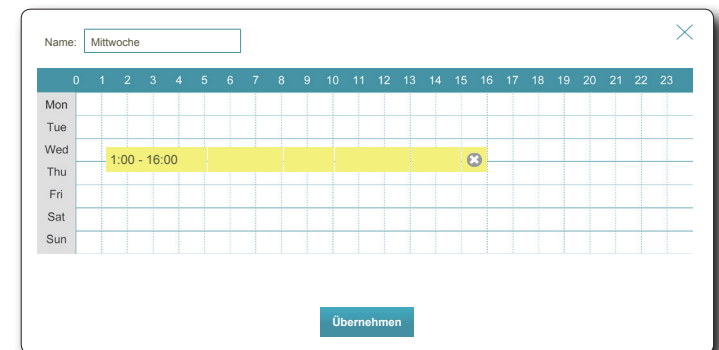 Name: Mittwoche
0 1 2 3 4 5 6 7 8 9 10 11 12 13 14 15 16 17 18 19 20 21 22 23
Mon
Tue
Wed
1:00 - 16:00
Thu
Fri
Sat
Sun
Übernehmen